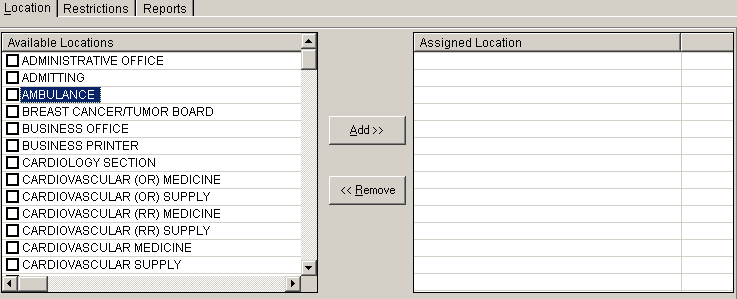 Location Restrictions Reports
Available Locations
ADMINISTRATIVE OFFICE
ADMITTING
AMBULANCE
BREAST CANCER/TUMOR BOARD
BUSINESS OFFICE
BUSINESS PRINTER
CARDIOLOGY SECTION
CARDIOVASCULAR (OR) MEDICINE
CARDIOVASCULAR (OR) SUPPLY
CARDIOVASCULAR (RR) MEDICINE
CARDIOVASCULAR (RR) SUPPLY
CARDIOVASCULAR MEDICINE
CARDIOVASCULAR SUPPLY
Add >>
<< Remove
Assigned Location